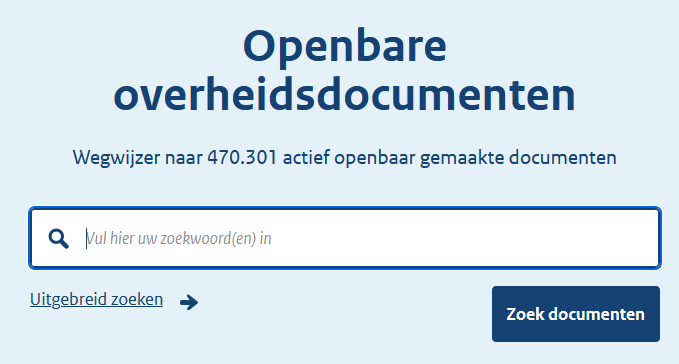 Openbare
overheidsdocumenten
Wegwijzer naar 470.301 actief openbaar gemaakte documenten
Vul hier uw zoekwoord(en) in
Uitgebreid zoeken
Zoek documenten